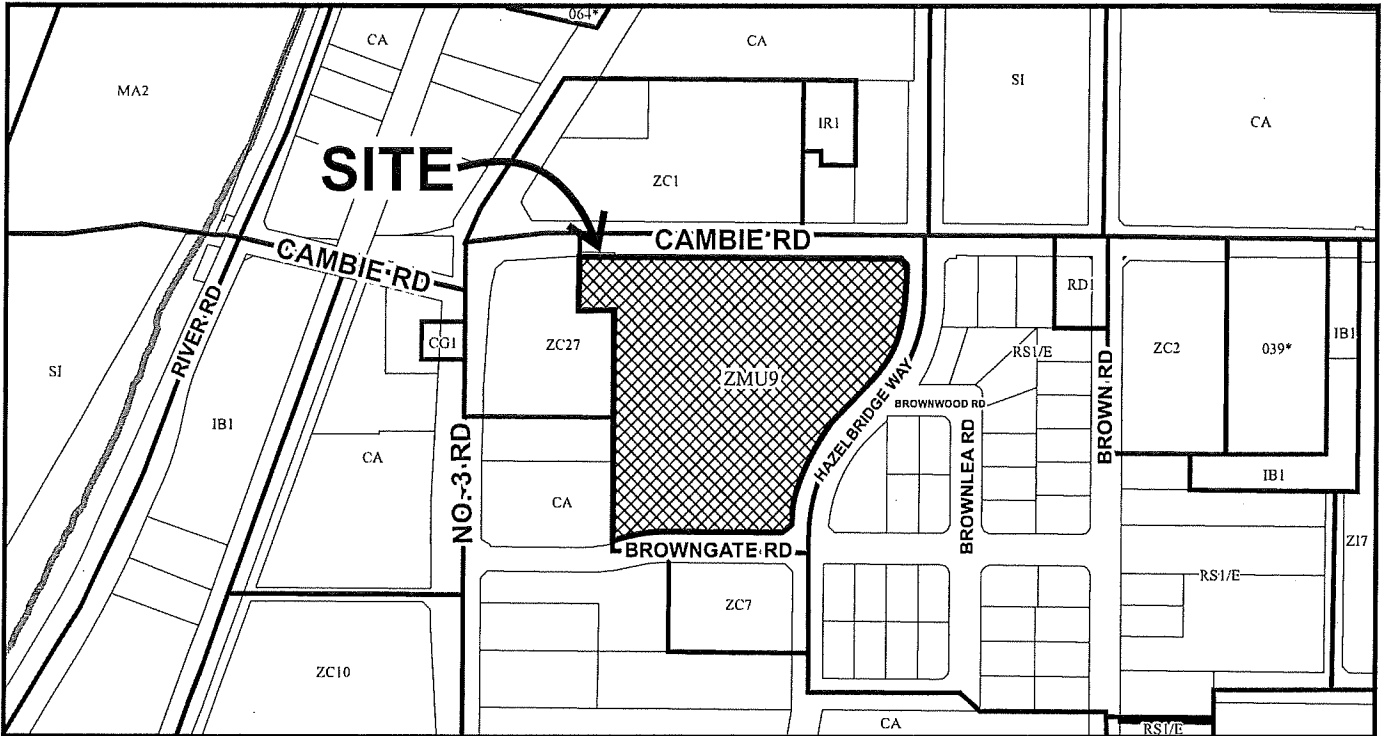 064*
CA
CA
MA2
SI
CA
IR1
SITE
ZC1
CAMBIE RD
CAMBIE RD
RIVER RD
RD1
CG1
ZC27
ZC2
039*
IB1
RS1/E
ZMU9
SI
HAZELBRIDGE WAY
BROWNWOOD RD
BROWN RD
IB1
CA
NO. 3 RD
CA
BROWNLEA RD
IB1
BROWNGATE RD
ZI7
RS1/E
ZC7
ZC10
CA
RS1/E